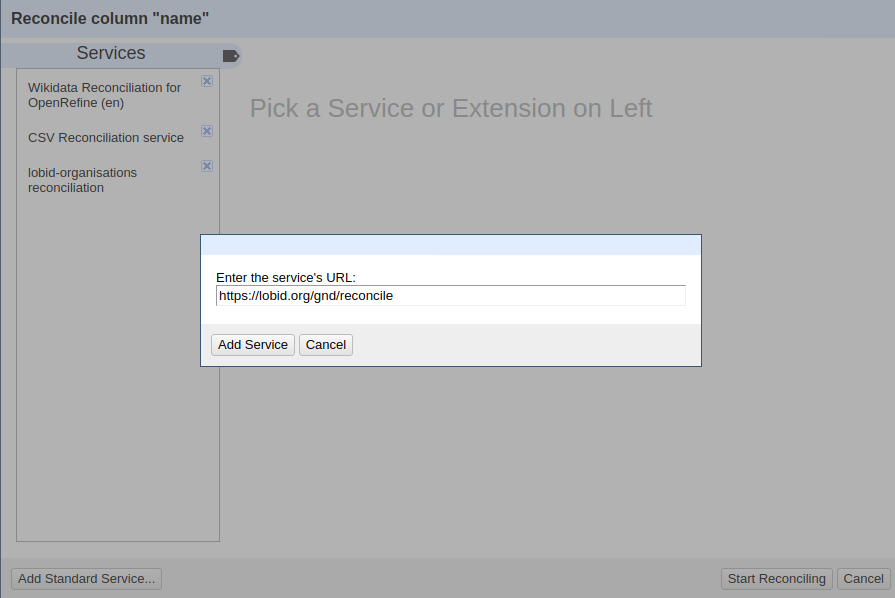 Reconcile column "name"
Services
Wikidata Reconciliation for
OpenRefine (en)
CSV Reconciliation service
lobid-organisations
reconciliation
Pick a Service or Extension on Left
Enter the service's URL:
https://lobid.org/gnd/reconcile
Add Service Cancel
Add Standard Service... Start Reconciling Cancel